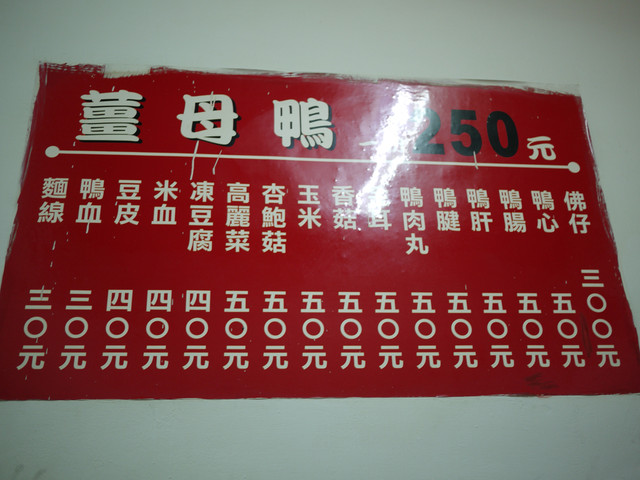 薑母鴨 250元
佛仔 三〇〇元
鴨心 五〇元
鴨腸 五〇元
鴨肝 五〇元
鴨腱 五〇元
鴨肉丸 五〇元
耳 五〇元
香菇 五〇元
玉米 五〇元
杏鮑菇 五〇元
高麗菜 五〇元
凍豆腐 四〇元
米血 四〇元
豆皮 四〇元
鴨血 三〇元
麵線 三〇元